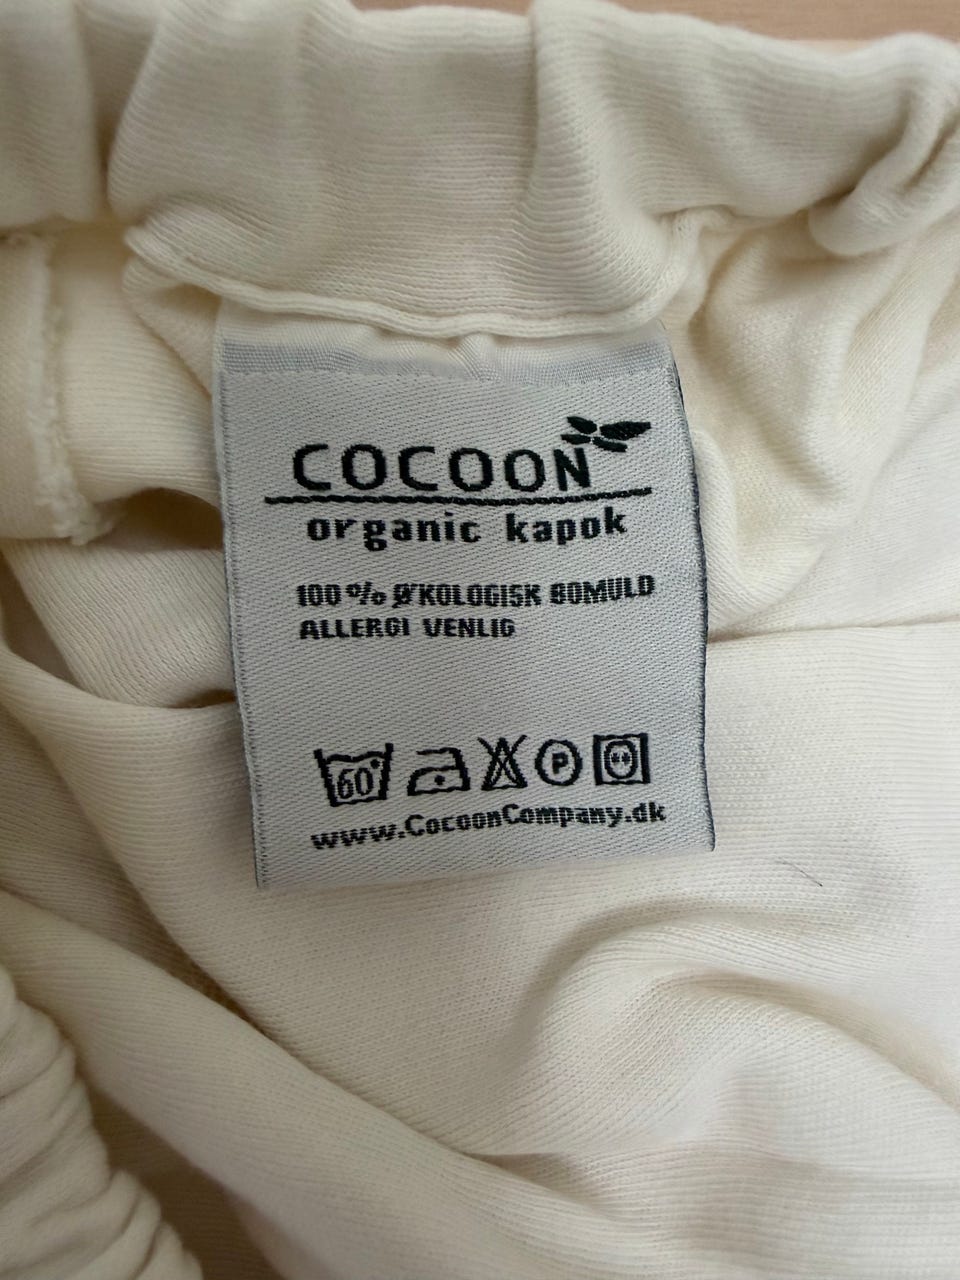 COCOON
organic kapok
100% ØKOLOGISK BOMULD
ALLERGI VENLIG
60° P
www.CocoonCompany.dk